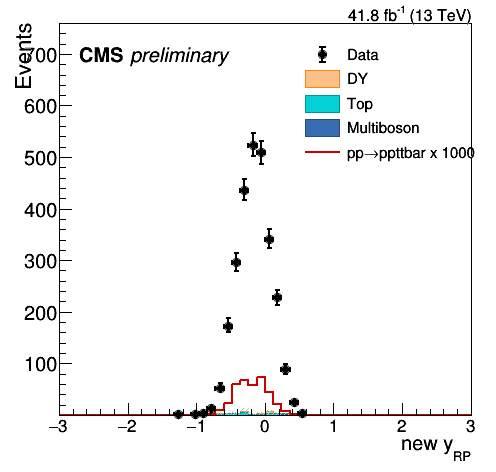 41.8 fb⁻¹ (13 TeV)
Events
CMS preliminary
Data
DY
Top
Multiboson
pp→ppttbar x 1000
700
600
500
400
300
200
100
−3 −2 −1 0 1 2 3
new y_RP